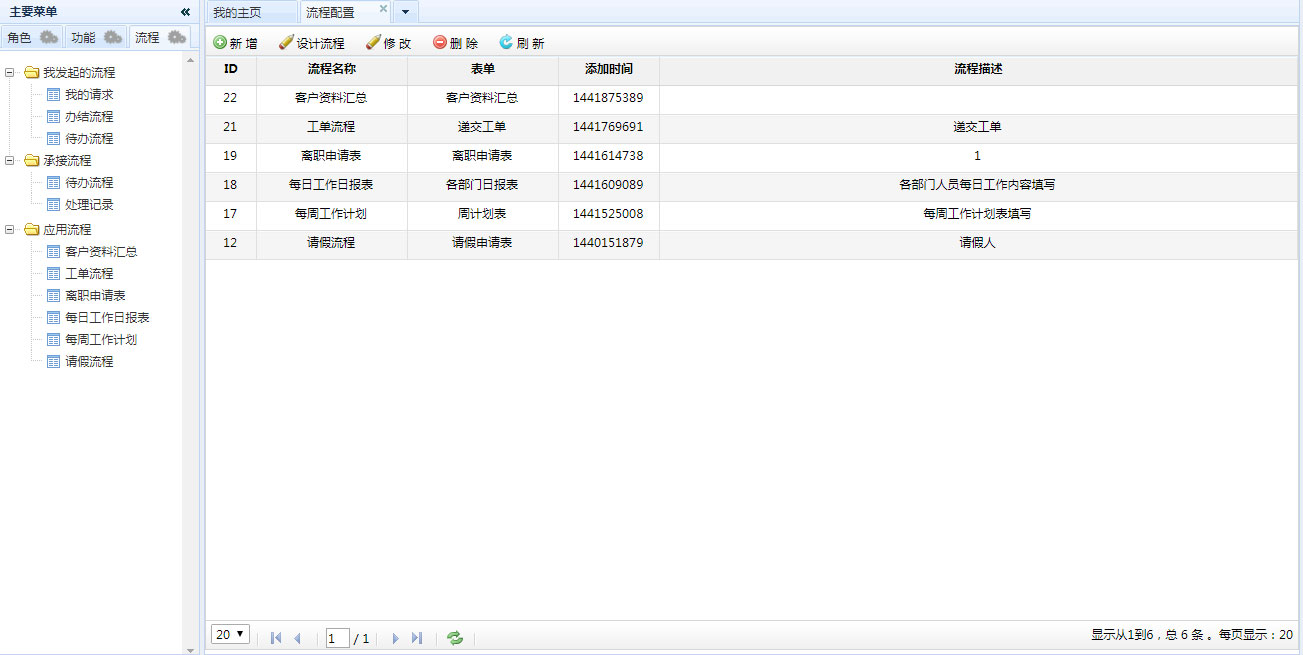 主要菜单
角色 功能 流程
我发起的流程
我的请求
办结流程
待办流程
承接流程
待办流程
处理记录
应用流程
客户资料汇总
工单流程
离职申请表
每日工作日报表
每周工作计划
请假流程
我的主页 流程配置
新 增 设计流程 修 改 删 除 刷 新
ID 流程名称 表单 添加时间 流程描述
22 客户资料汇总 客户资料汇总 1441875389
21 工单流程 递交工单 1441769691 递交工单
19 离职申请表 离职申请表 1441614738 1
18 每日工作日报表 各部门日报表 1441609089 各部门人员每日工作内容填写
17 每周工作计划 周计划表 1441525008 每周工作计划表填写
12 请假流程 请假申请表 1440151879 请假人
20 1 / 1 显示从1到6，总 6 条 。每页显示：20